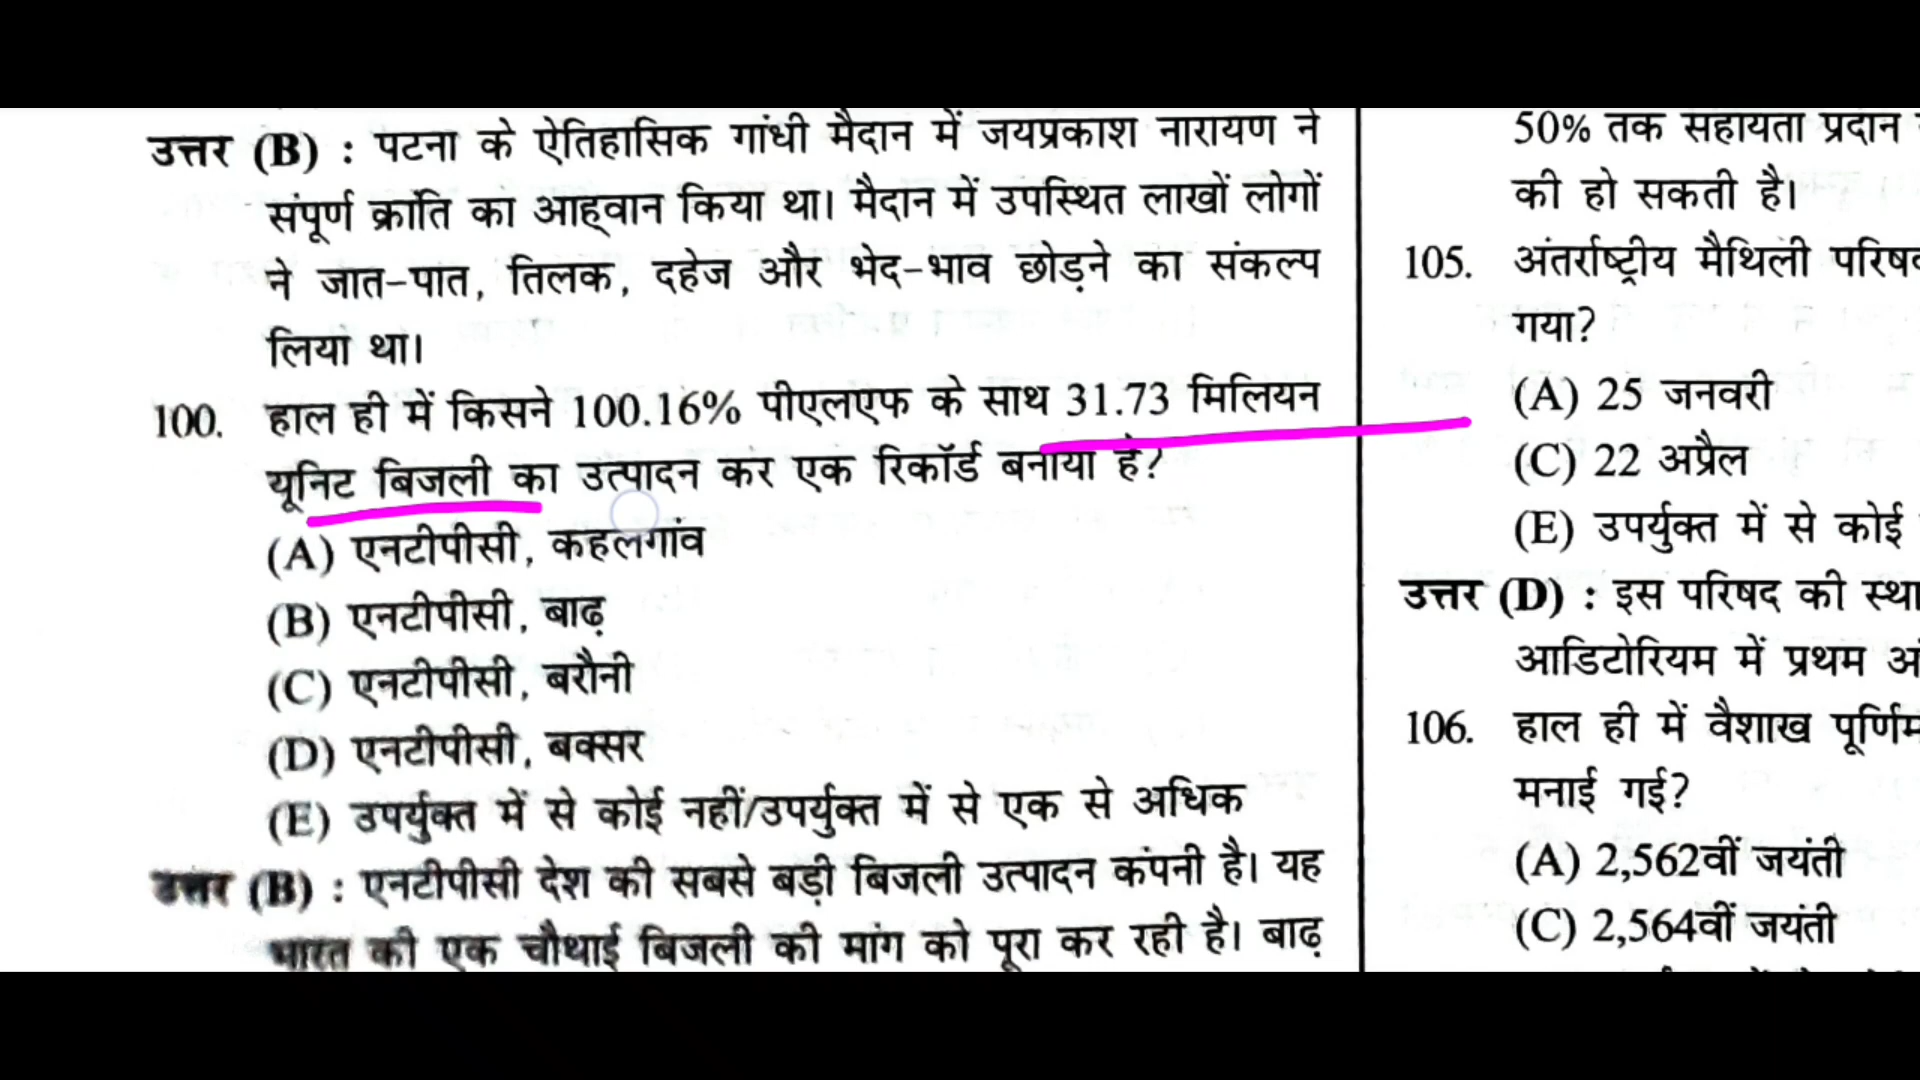 उत्तर (B) : पटना के ऐतिहासिक गांधी मैदान में जयप्रकाश नारायण ने
संपूर्ण क्रांति का आह्वान किया था। मैदान में उपस्थित लाखों लोगों
ने जात-पात, तिलक, दहेज और भेद-भाव छोड़ने का संकल्प
लिया था।
100. हाल ही में किसने 100.16% पीएलएफ के साथ 31.73 मिलियन
यूनिट बिजली का उत्पादन कर एक रिकॉर्ड बनाया है?
(A) एनटीपीसी, कहलगांव
(B) एनटीपीसी, बाढ़
(C) एनटीपीसी, बरौनी
(D) एनटीपीसी, बक्सर
(E) उपर्युक्त में से कोई नहीं/उपर्युक्त में से एक से अधिक
उत्तर (B) : एनटीपीसी देश की सबसे बड़ी बिजली उत्पादन कंपनी है। यह
भारत की एक चौथाई बिजली की मांग को पूरा कर रही है। बाढ़
50% तक सहायता प्रदान
की हो सकती है।
105. अंतर्राष्ट्रीय मैथिली
गया?
(A) 25 जनवरी
(C) 22 अप्रैल
(E) उपर्युक्त में से कोई
उत्तर (D) : इस परिषद की
आडिटोरियम में प्रथम
106. हाल ही में वैशाख
मनाई गई?
(A) 2,562वीं जयंती
(C) 2,564वीं जयंती